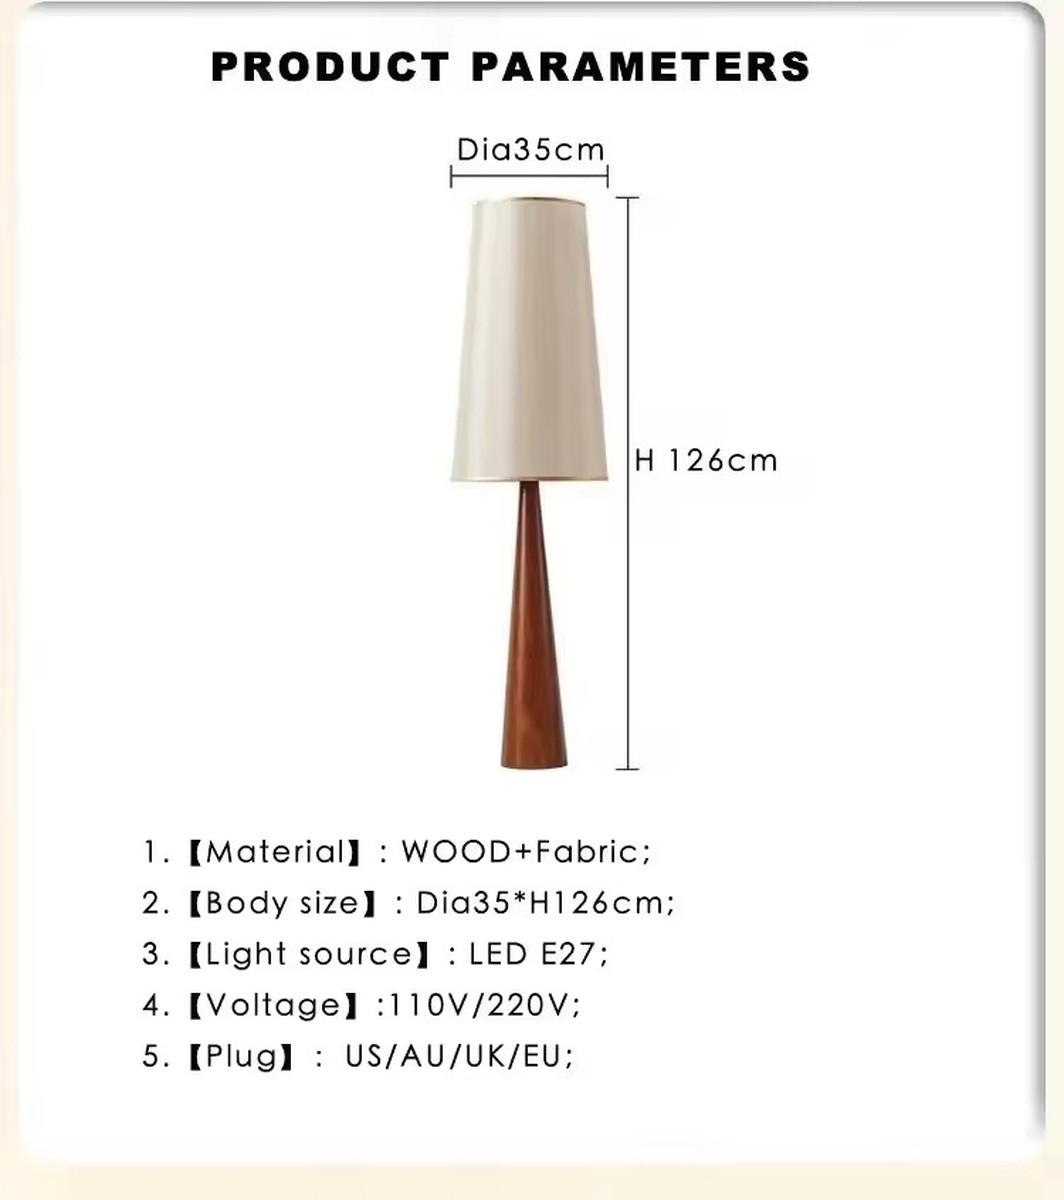 PRODUCT PARAMETERS
Dia35cm
H 126cm
1. 【Material】 : WOOD+Fabric;
2. 【Body size】 : Dia35*H126cm;
3. 【Light source】 : LED E27;
4. 【Voltage】 :110V/220V;
5. 【Plug】 : US/AU/UK/EU;